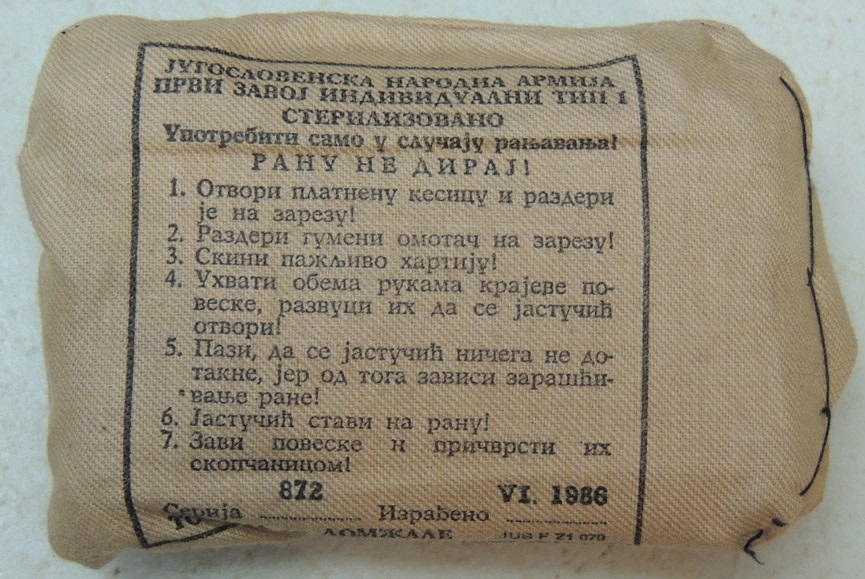 ЈУГОСЛОВЕНСКА НАРОДНА АРМИЈА
ПРВИ ЗАВОЈ ИНДИВИДУАЛНИ ТИП 1
СТЕРИЛИЗОВАНО
Употребити само у случају рањавања!
РАНУ НЕ ДИРАЈ!
1. Отвори платнену кесицу и раздери
је на зарезу!
2. Раздери гумени омотач на зарезу!
3. Скини пажљиво хартију!
4. Ухвати обема рукама крајеве по-
веске, развуци их да се јастучић
отвори!
5. Пази, да се јастучић ничега не до-
такне, јер од тога зависи зарашћи-
вање ране!
6. Јастучић стави на рану!
7. Зави повеске и причврсти их
скопчаницом!
872 VI. 1986
Серија ............ Израђено ............
ДОМЖАЛЕ JUS F Z1 070